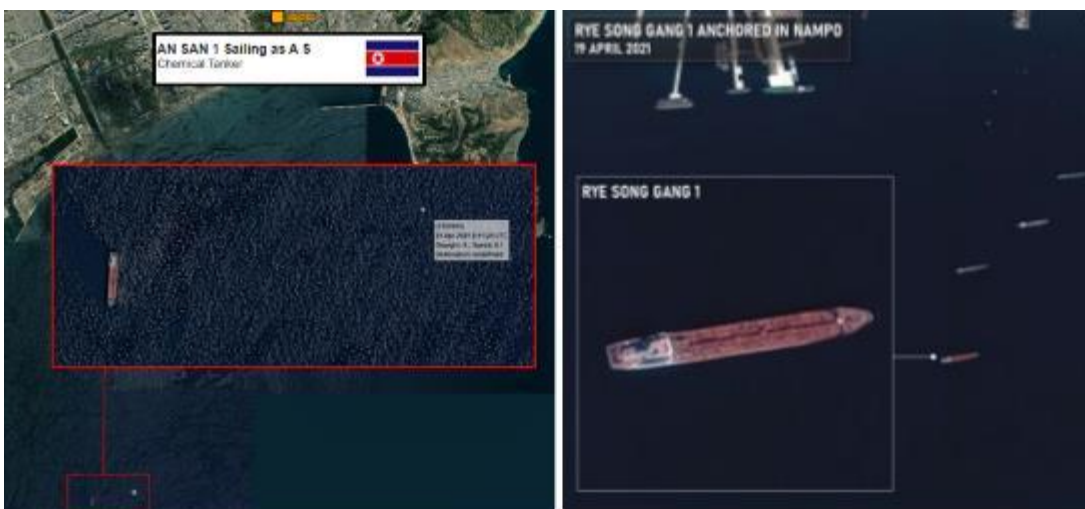 AN SAN 1 Sailing as A S
Chemical Tanker
RYE SONG GANG 1 ANCHORED IN NAMPO
19 APRIL 2021
RYE SONG GANG 1